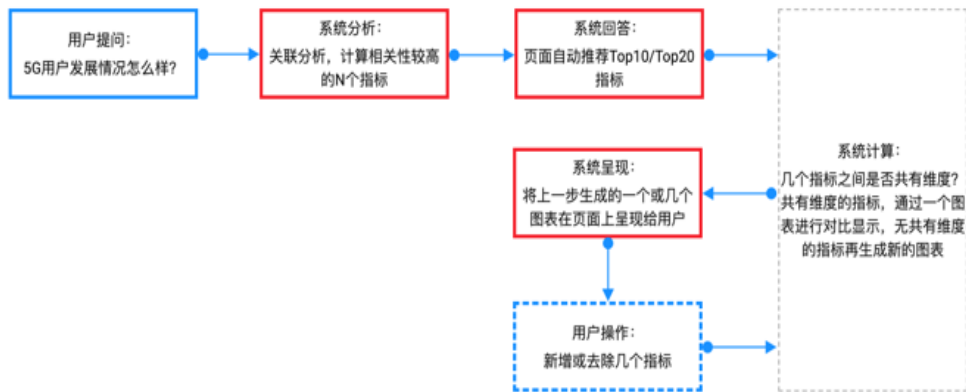 用户提问：
5G用户发展情况怎么样？
系统分析：
关联分析，计算相关性较高
的N个指标
系统回答：
页面自动推荐Top10/Top20
指标
系统计算：
几个指标之间是否共有维度？
共有维度的指标，通过一个图
表进行对比显示，无共有维度
的指标再生成新的图表
系统呈现：
将上一步生成的一个或几个
图表在页面上呈现给用户
用户操作：
新增或去除几个指标